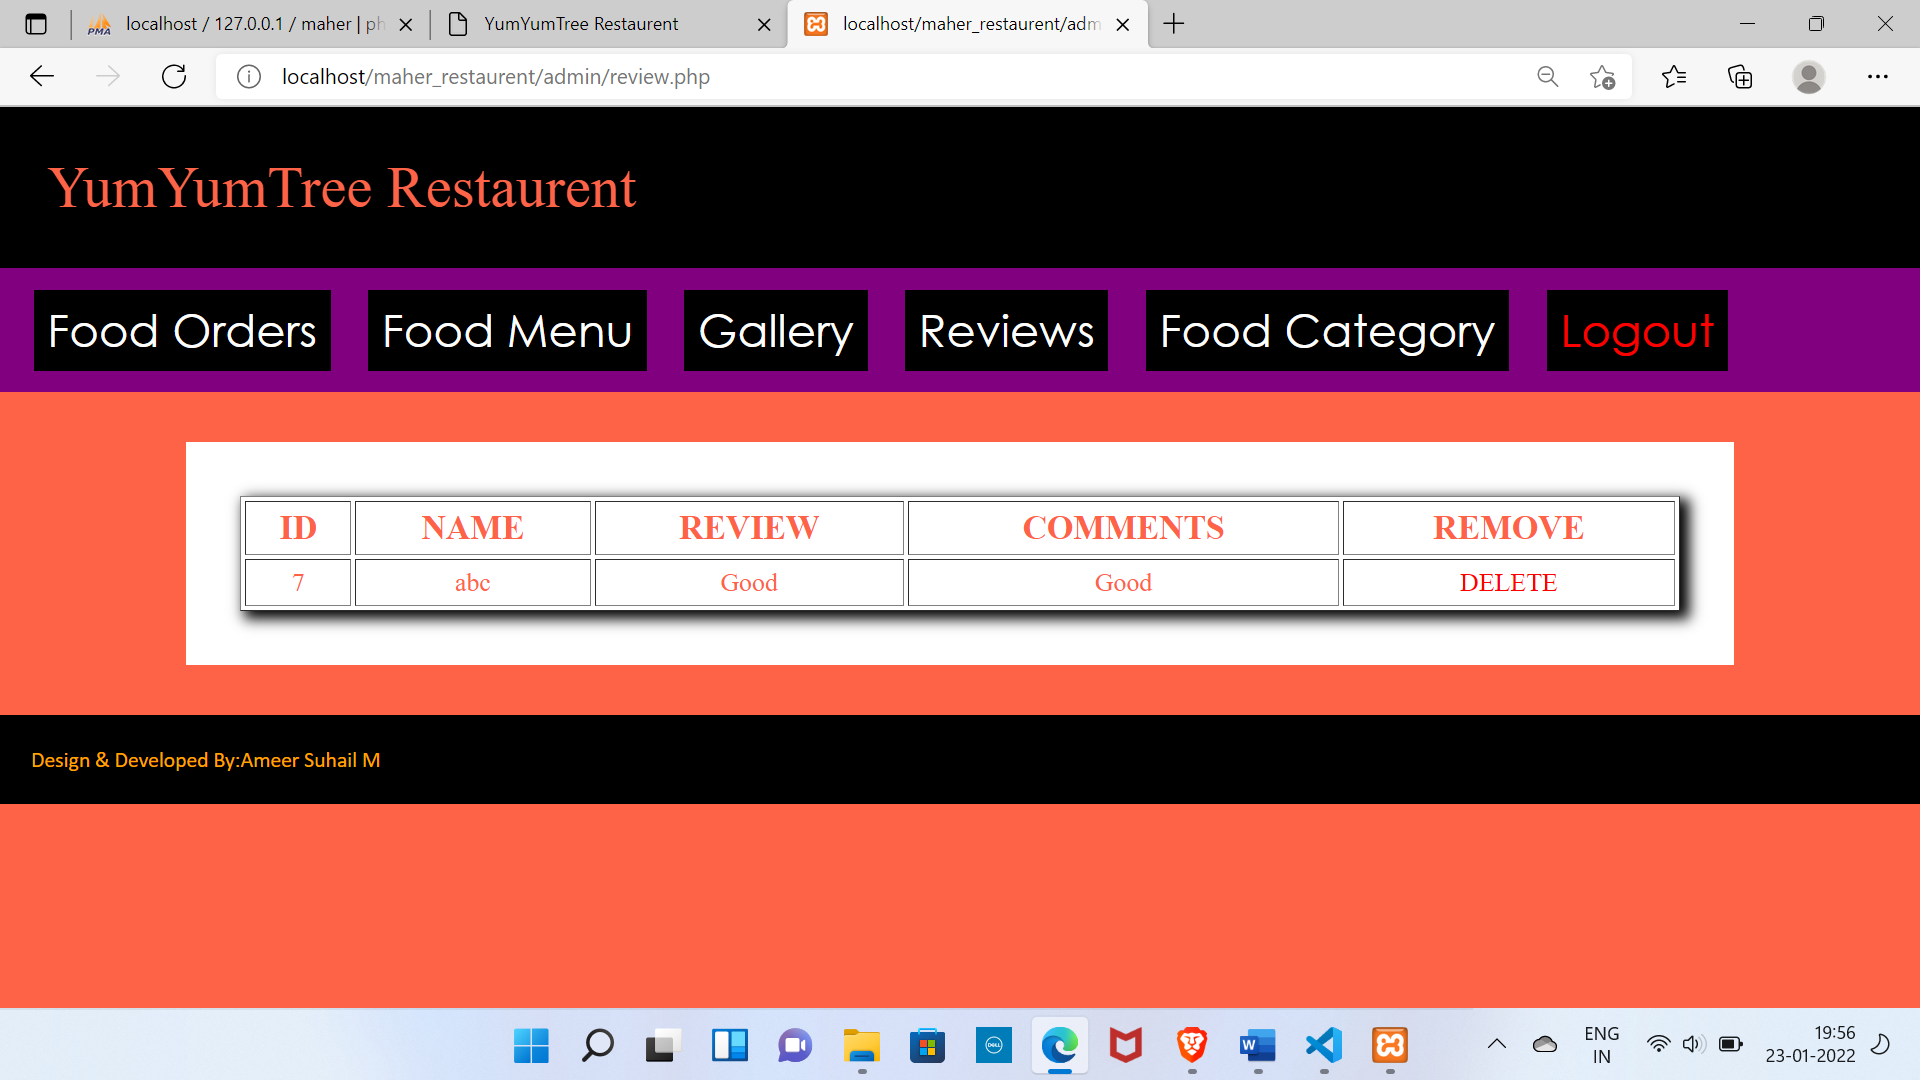 localhost / 127.0.0.1 / maher | ph
YumYumTree Restaurent
localhost/maher_restaurent/adm
localhost/maher_restaurent/admin/review.php
YumYumTree Restaurent
Food Orders Food Menu Gallery Reviews Food Category Logout
ID NAME REVIEW COMMENTS REMOVE
7 abc Good Good DELETE
Design & Developed By:Ameer Suhail M
ENG
IN
19:56
23-01-2022